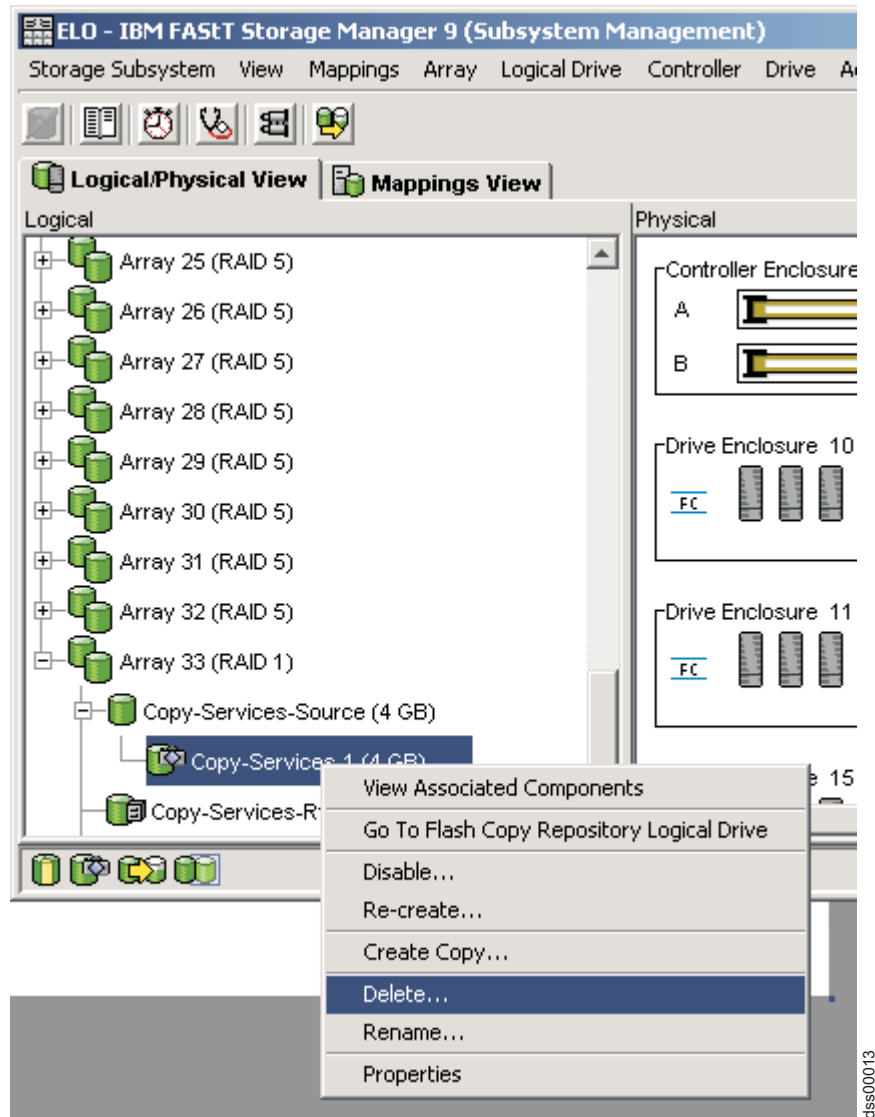 ELO - IBM FAStT Storage Manager 9 (Subsystem Management)
Storage Subsystem View Mappings Array Logical Drive Controller Drive
Logical/Physical View Mappings View
Logical
Physical
Array 25 (RAID 5)
Array 26 (RAID 5)
Array 27 (RAID 5)
Array 28 (RAID 5)
Array 29 (RAID 5)
Array 30 (RAID 5)
Array 31 (RAID 5)
Array 32 (RAID 5)
Array 33 (RAID 1)
Copy-Services-Source (4 GB)
Copy-Services-1 (4 GB)
Copy-Services-R
Controller Enclosure
A
B
Drive Enclosure 10
FC
Drive Enclosure 11
FC
15
View Associated Components
Go To Flash Copy Repository Logical Drive
Disable...
Re-create...
Create Copy...
Delete...
Rename...
Properties
dss00013